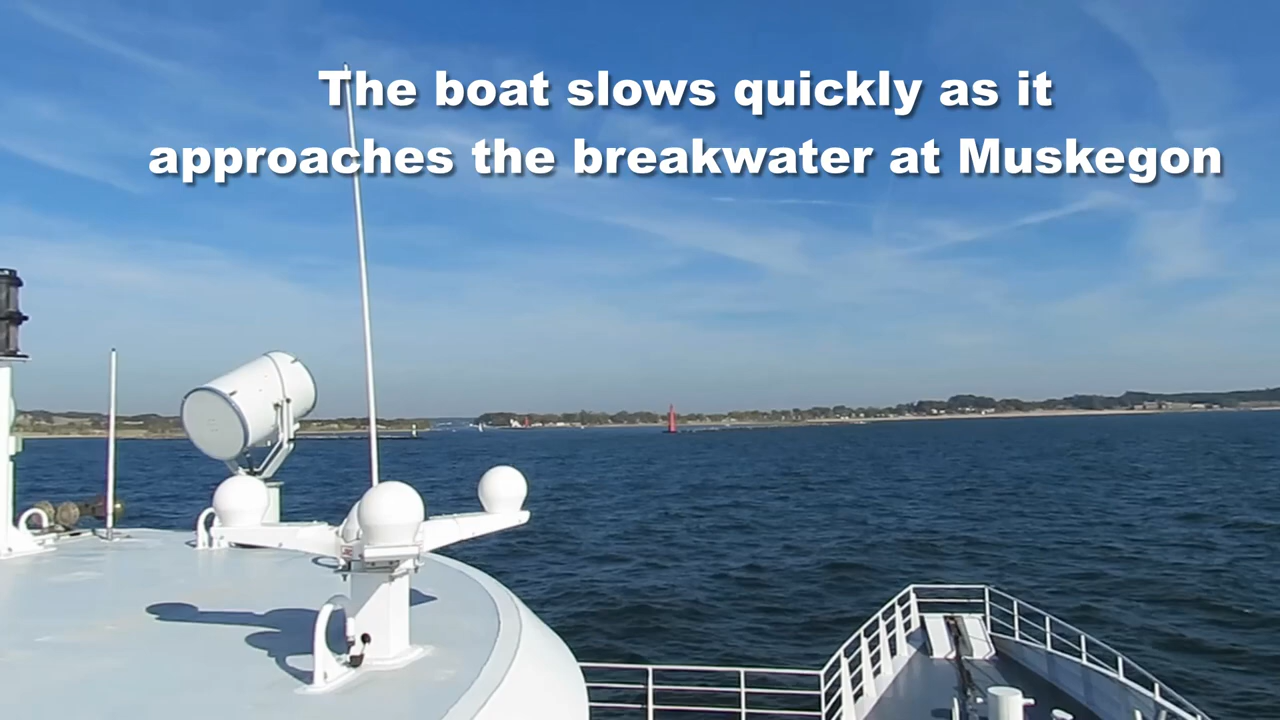 The boat slows quickly as it
approaches the breakwater at Muskegon